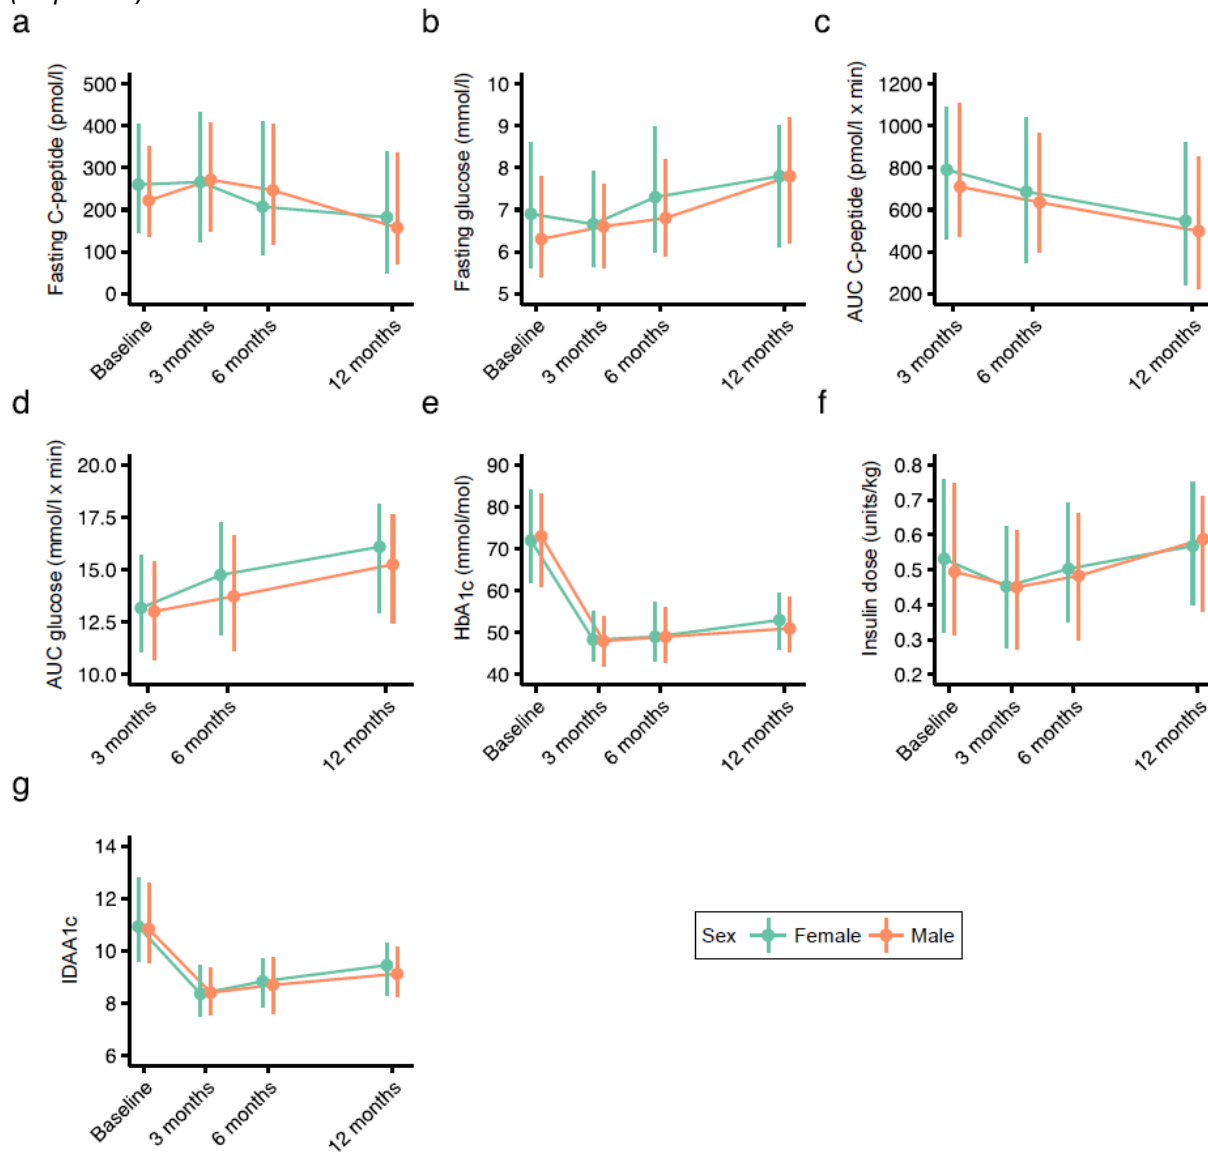 a
b
c
Fasting C-peptide (pmol/l)
500
400
300
200
100
0
Baseline
3 months
6 months
12 months
Fasting glucose (mmol/l)
10
9
8
7
6
5
Baseline
3 months
6 months
12 months
AUC C-peptide (pmol/l x min)
1200
1000
800
600
400
200
3 months
6 months
12 months
d
e
f
AUC glucose (mmol/l x min)
20.0
17.5
15.0
12.5
10.0
3 months
6 months
12 months
HbA1c (mmol/mol)
90
80
70
60
50
40
Baseline
3 months
6 months
12 months
Insulin dose (units/kg)
0.8
0.7
0.6
0.5
0.4
0.3
0.2
Baseline
3 months
6 months
12 months
g
IDAA1c
14
12
10
8
6
Baseline
3 months
6 months
12 months
Sex Female Male